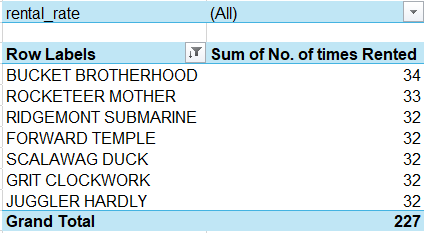 rental_rate (All)
Row Labels Sum of No. of times Rented
BUCKET BROTHERHOOD 34
ROCKETEER MOTHER 33
RIDGEMONT SUBMARINE 32
FORWARD TEMPLE 32
SCALAWAG DUCK 32
GRIT CLOCKWORK 32
JUGGLER HARDLY 32
Grand Total 227